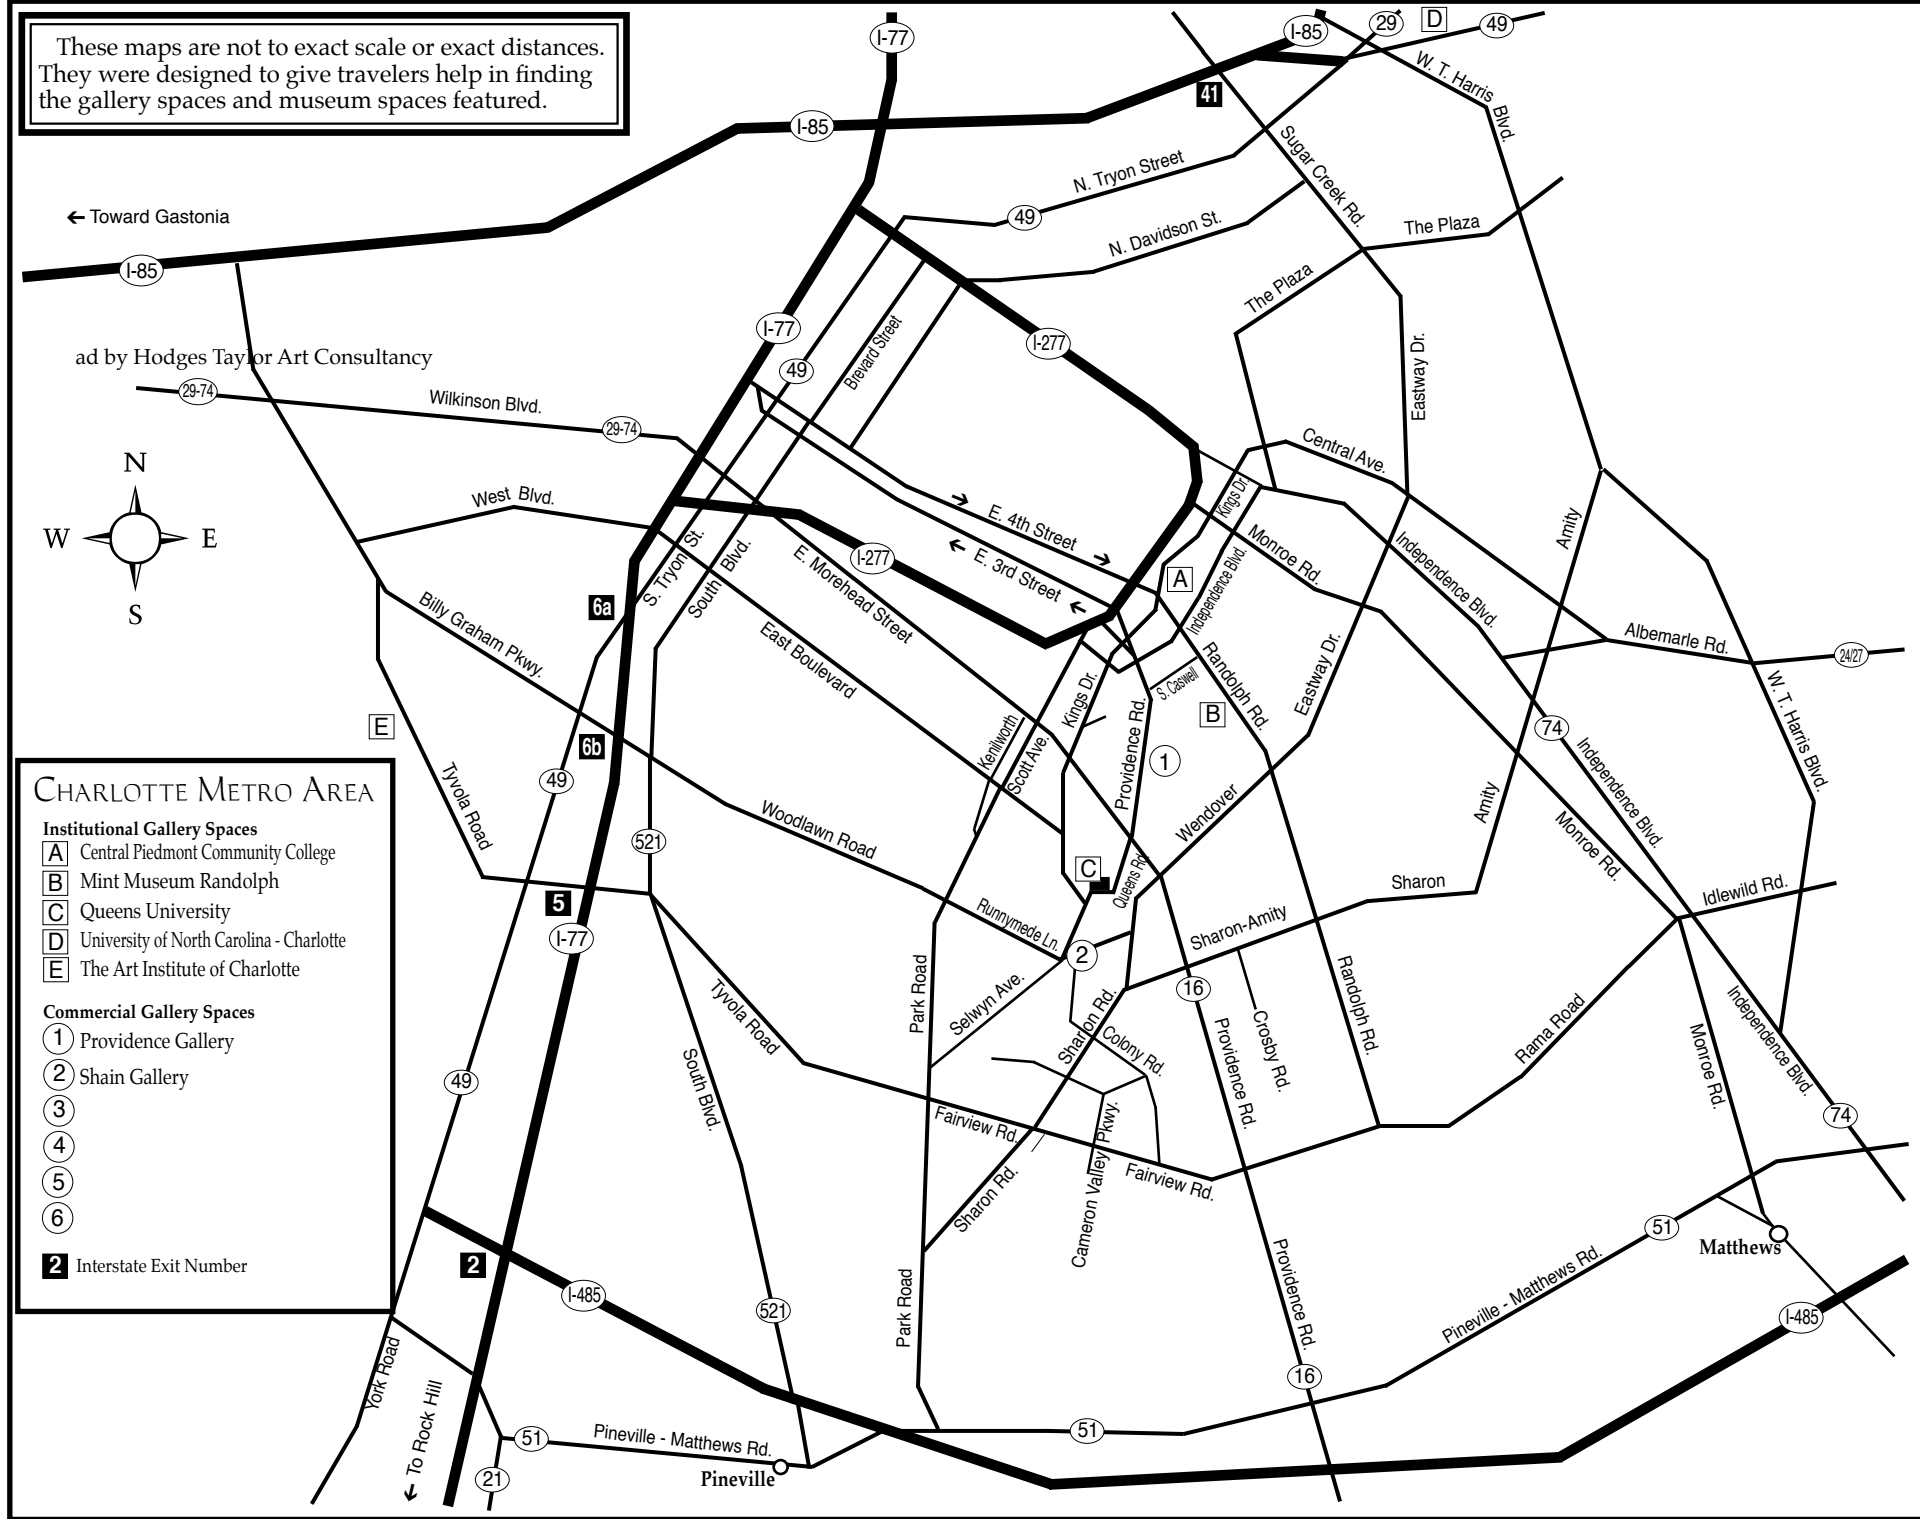 These maps are not to exact scale or exact distances.
They were designed to give travelers help in finding
the gallery spaces and museum spaces featured.
I-77
I-85
29
D
49
W. T. Harris
Blvd.
41
I-85
Sugar Creek Rd.
N. Tryon Street
49
N. Davidson St.
The Plaza
← Toward Gastonia
I-85
The Plaza
I-77
I-277
49
Brevard Street
Eastway Dr.
ad by Hodges Taylor Art Consultancy
29-74
Wilkinson Blvd.
29-74
Central Ave.
N
W
E
S
West Blvd.
E. 4th Street
Kings Dr.
Monroe Rd.
Independence Blvd.
Amity
I-277
E. 3rd Street
A
Independence Blvd.
S. Tryon St.
South Blvd.
E. Morehead Street
6a
Billy Graham Pkwy.
East Boulevard
Randolph Rd.
Eastway Dr.
Albemarle Rd.
24/27
S. Caswell
B
Kings Dr.
Providence Rd.
Kenilworth
Scott Ave.
1
74
W. T. Harris Blvd.
Independence Blvd.
E
6b
49
Tyvola Road
521
Woodlawn Road
Wendover
Amity
Monroe Rd.
CHARLOTTE METRO AREA
Institutional Gallery Spaces
A Central Piedmont Community College
B Mint Museum Randolph
C Queens University
D University of North Carolina - Charlotte
E The Art Institute of Charlotte
Commercial Gallery Spaces
1 Providence Gallery
2 Shain Gallery
3
4
5
6
2 Interstate Exit Number
C
Queens Rd.
Sharon
Idlewild Rd.
5
I-77
Runnymede Ln.
2
Sharon-Amity
Park Road
Selwyn Ave.
16
Tyvola Road
Sharon Rd.
Colony Rd.
Providence Rd.
Crosby Rd.
Randolph Rd.
Rama Road
Monroe Rd.
Independence Blvd.
74
49
South Blvd.
Fairview Rd.
Cameron Valley Pkwy.
Fairview Rd.
Sharon Rd.
51
Matthews
2
I-485
521
Park Road
Providence Rd.
Pineville - Matthews Rd.
I-485
16
York Road
← To Rock Hill
51
Pineville - Matthews Rd.
51
Pineville
21